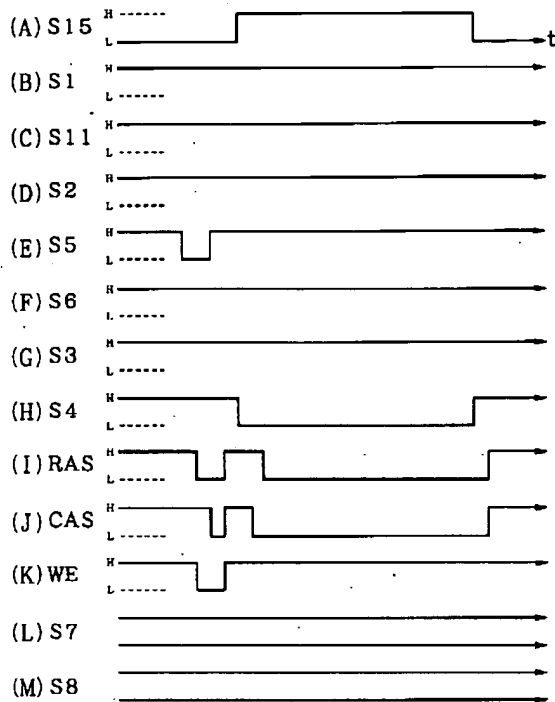 (A) S15 H L t
(B) S1 H L
(C) S11 H L
(D) S2 H L
(E) S5 H L
(F) S6 H L
(G) S3 H L
(H) S4 H L
(I) RAS H L
(J) CAS H L
(K) WE H L
(L) S7
(M) S8